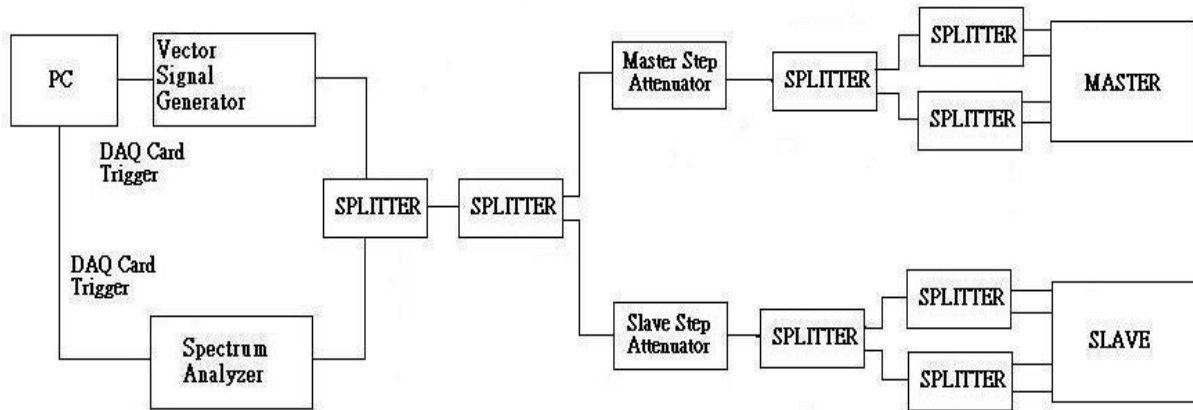 PC
Vector
Signal
Generator
DAQ Card
Trigger
DAQ Card
Trigger
Spectrum
Analyzer
SPLITTER
SPLITTER
Master Step
Attenuator
SPLITTER
SPLITTER
SPLITTER
MASTER
Slave Step
Attenuator
SPLITTER
SPLITTER
SPLITTER
SLAVE